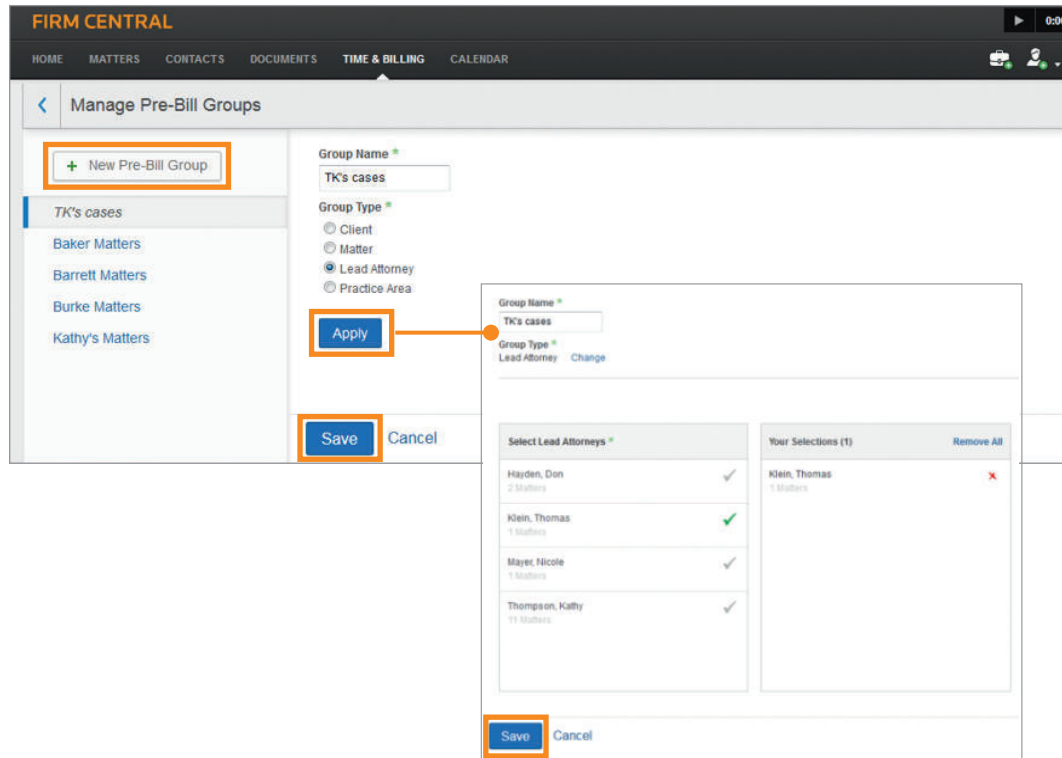 FIRM CENTRAL
HOME MATTERS CONTACTS DOCUMENTS TIME & BILLING CALENDAR
Manage Pre-Bill Groups
+ New Pre-Bill Group
TK's cases
Baker Matters
Barrett Matters
Burke Matters
Kathy's Matters
Group Name *
TK's cases
Group Type *
Client
Matter
Lead Attorney
Practice Area
Apply
Save Cancel
Group Name *
TK's cases
Group Type *
Lead Attorney Change
Select Lead Attorneys *
Hayden, Don
2 Matters
Klein, Thomas
1 Matters
Mayer, Nicole
1 Matters
Thompson, Kathy
11 Matters
Your Selections (1) Remove All
Klein, Thomas
1 Matters
Save Cancel